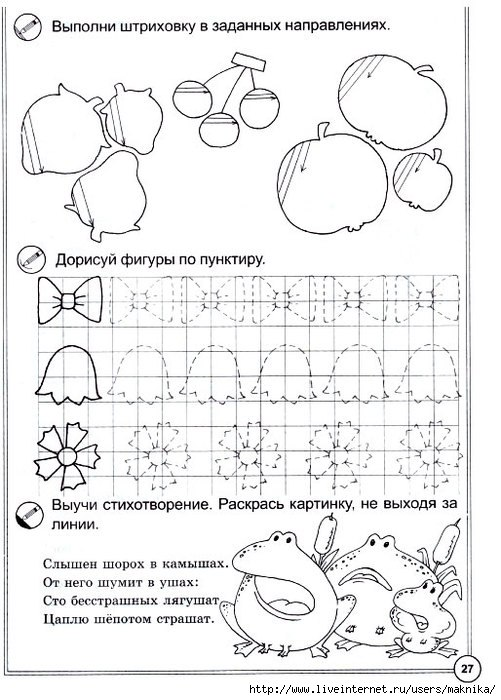 Выполни штриховку в заданных направлениях.
Дорисуй фигуры по пунктиру.
Выучи стихотворение. Раскрась картинку, не выходя за
линии.
Слышен шорох в камышах.
От него шумит в ушах:
Сто бесстрашных лягушат
Цаплю шёпотом страшат.
27
http://www.liveinternet.ru/users/maknika/